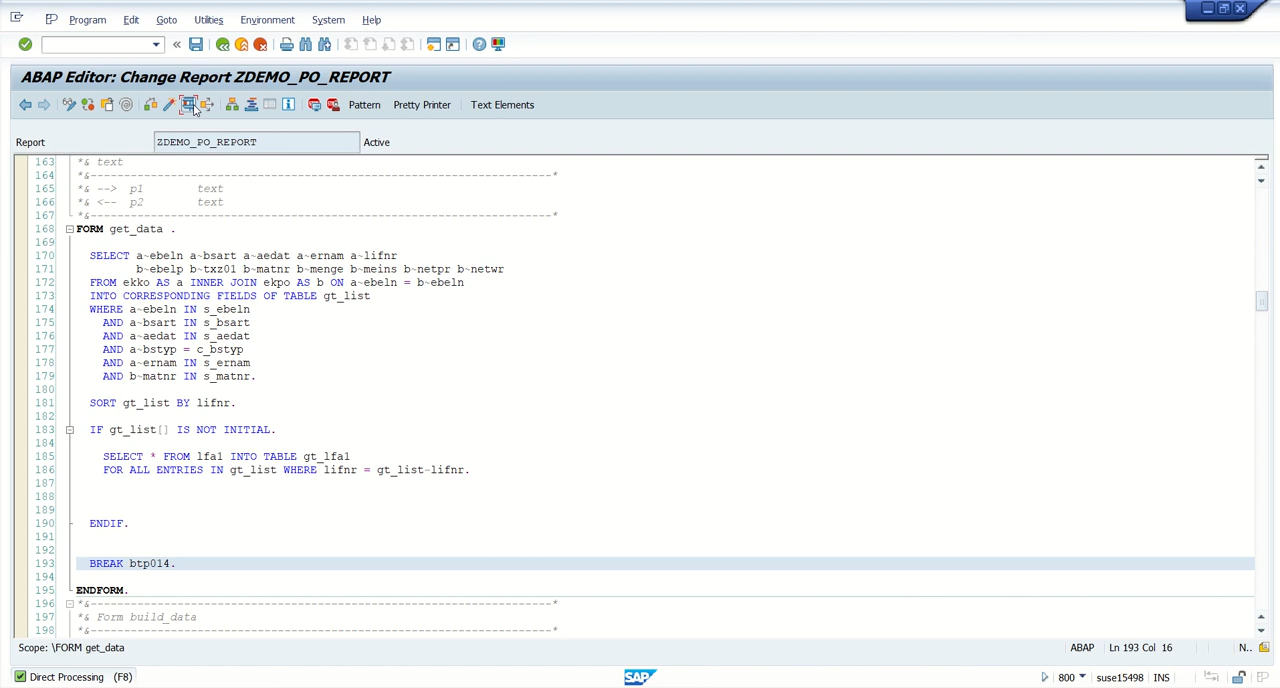 Program Edit Goto Utilities Environment System Help
ABAP Editor: Change Report ZDEMO_PO_REPORT
Pattern Pretty Printer Text Elements
Report ZDEMO_PO_REPORT Active
163 *& text
164 *&---------------------------------------------------------------------*
165 *& --> p1 text
166 *& <-- p2 text
167 *&---------------------------------------------------------------------*
168 FORM get_data .
169
170 SELECT a~ebeln a~bsart a~aedat a~ernam a~lifnr
171 b~ebelp b~txz01 b~matnr b~menge b~meins b~netpr b~netwr
172 FROM ekko AS a INNER JOIN ekpo AS b ON a~ebeln = b~ebeln
173 INTO CORRESPONDING FIELDS OF TABLE gt_list
174 WHERE a~ebeln IN s_ebeln
175 AND a~bsart IN s_bsart
176 AND a~aedat IN s_aedat
177 AND a~bstyp = c_bstyp
178 AND a~ernam IN s_ernam
179 AND b~matnr IN s_matnr.
180
181 SORT gt_list BY lifnr.
182
183 IF gt_list[] IS NOT INITIAL.
184
185 SELECT * FROM lfa1 INTO TABLE gt_lfa1
186 FOR ALL ENTRIES IN gt_list WHERE lifnr = gt_list-lifnr.
187
188
189
190 ENDIF.
191
192
193 BREAK btp014.
194
195 ENDFORM.
196 *&---------------------------------------------------------------------*
197 *& Form build_data
198 *&---------------------------------------------------------------------*
Scope: \FORM get_data ABAP Ln 193 Col 16 N..
Direct Processing (F8) SAP 800 suse15498 INS